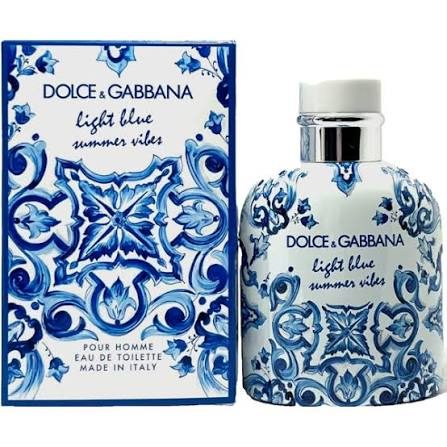 DOLCE & GABBANA
light blue
summer vibes
POUR HOMME
EAU DE TOILETTE
MADE IN ITALY
DOLCE & GABBANA
light blue
summer vibes